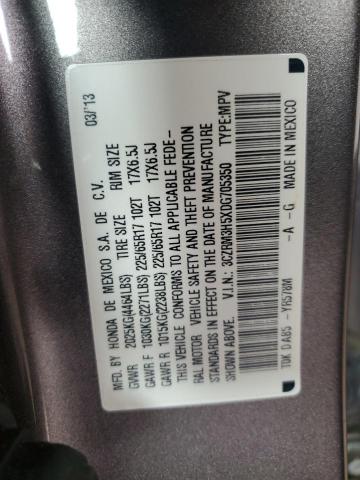 MFD. BY HONDA DE MEXICO S.A. DE C.V. 03/'13
TIRE SIZE RIM SIZE
GVWR 2025KG(4464LBS)
GAWR F 1030KG(2271LBS) 225/65R17 102T 17X6.5J
GAWR R 1015KG(2238LBS) 225/65R17 102T 17X6.5J
THIS VEHICLE CONFORMS TO ALL APPLICABLE FEDE-
RAL MOTOR VEHICLE SAFETY AND THEFT PREVENTION
STANDARDS IN EFFECT ON THE DATE OF MANUFACTURE
SHOWN ABOVE. V.I.N.: 3CZRM3H5XDG705350 TYPE:MPV
T0K DAB5 -YR578M -A -G MADE IN MEXICO